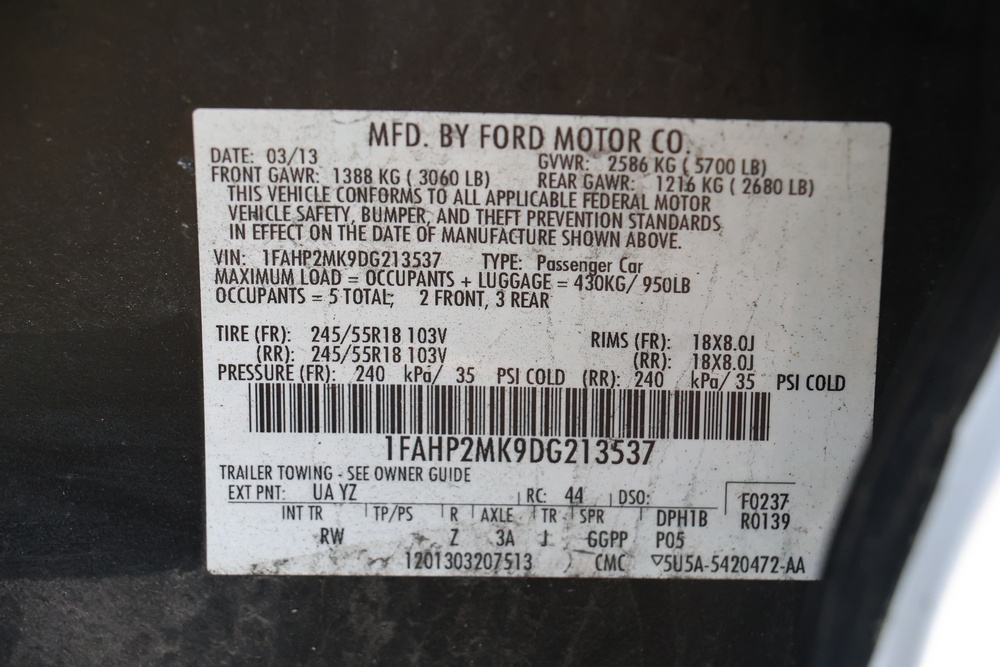 MFD. BY FORD MOTOR CO.
DATE: 03/13 GVWR: 2586 KG ( 5700 LB)
FRONT GAWR: 1388 KG ( 3060 LB) REAR GAWR: 1216 KG ( 2680 LB)
THIS VEHICLE CONFORMS TO ALL APPLICABLE FEDERAL MOTOR
VEHICLE SAFETY, BUMPER, AND THEFT PREVENTION STANDARDS
IN EFFECT ON THE DATE OF MANUFACTURE SHOWN ABOVE.
VIN: 1FAHP2MK9DG213537 TYPE: Passenger Car
MAXIMUM LOAD = OCCUPANTS + LUGGAGE = 430KG/ 950LB
OCCUPANTS = 5 TOTAL; 2 FRONT, 3 REAR
TIRE (FR): 245/55R18 103V RIMS (FR): 18X8.0J
(RR): 245/55R18 103V (RR): 18X8.0J
PRESSURE (FR): 240 kPa/ 35 PSI COLD (RR): 240 kPa/ 35 PSI COLD
1FAHP2MK9DG213537
TRAILER TOWING - SEE OWNER GUIDE
EXT PNT: UA YZ RC: 44 DSO: F0237
INT TR TP/PS R AXLE TR SPR DPH1B R0139
RW Z 3A J GGPP P05
1201303207513 CMC ▽5U5A-5420472-AA